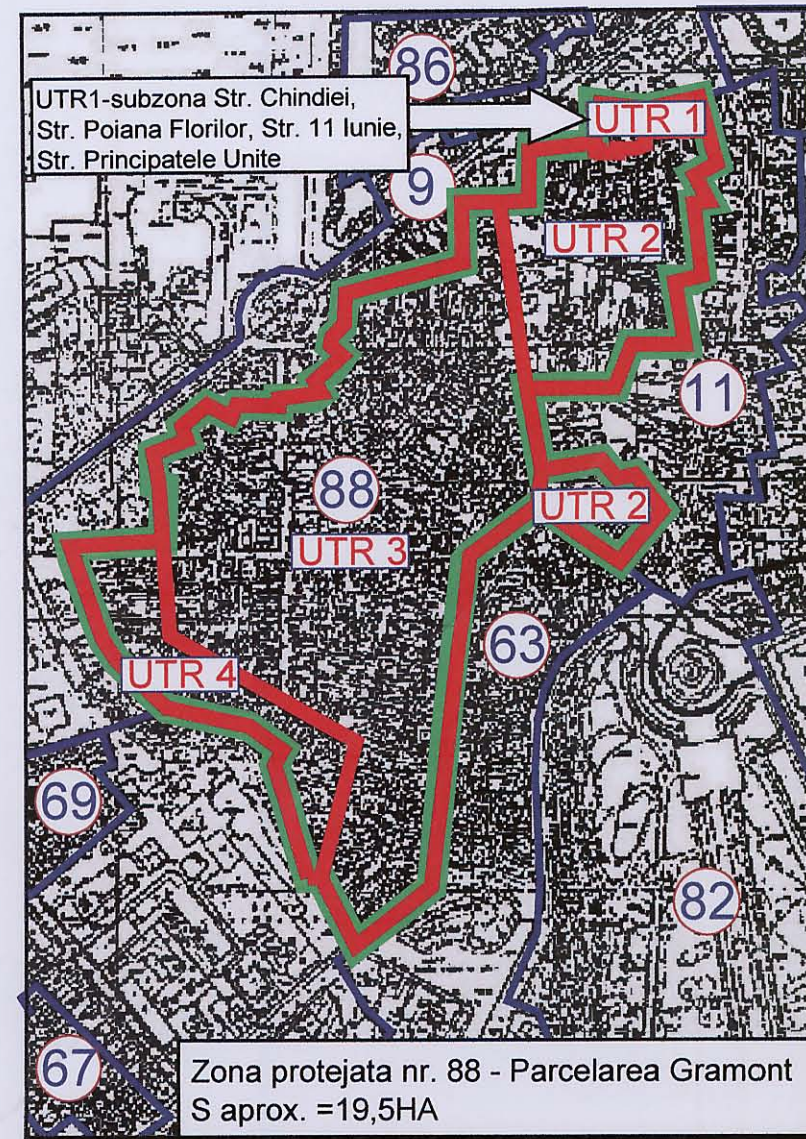 86
UTR1-subzona Str. Chindiei,
Str. Poiana Florilor, Str. 11 Iunie,
Str. Principatele Unite
UTR 1
9
UTR 2
11
88
UTR 2
UTR 3
63
UTR 4
69
82
67
Zona protejata nr. 88 - Parcelarea Gramont
S aprox. =19,5HA